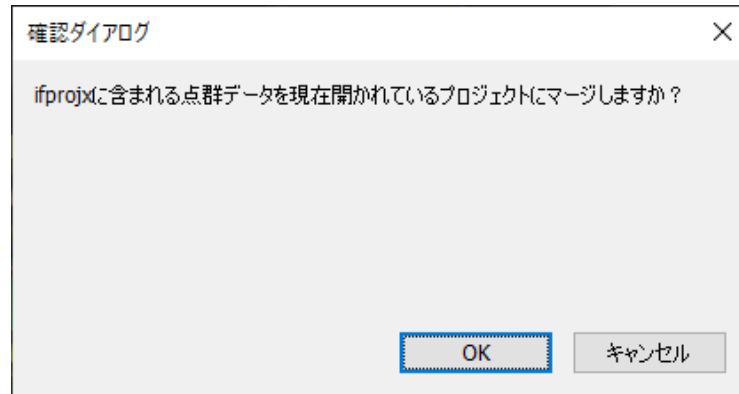 確認ダイアログ
ifprojxに含まれる点群データを現在開かれているプロジェクトにマージしますか？
OK
キャンセル